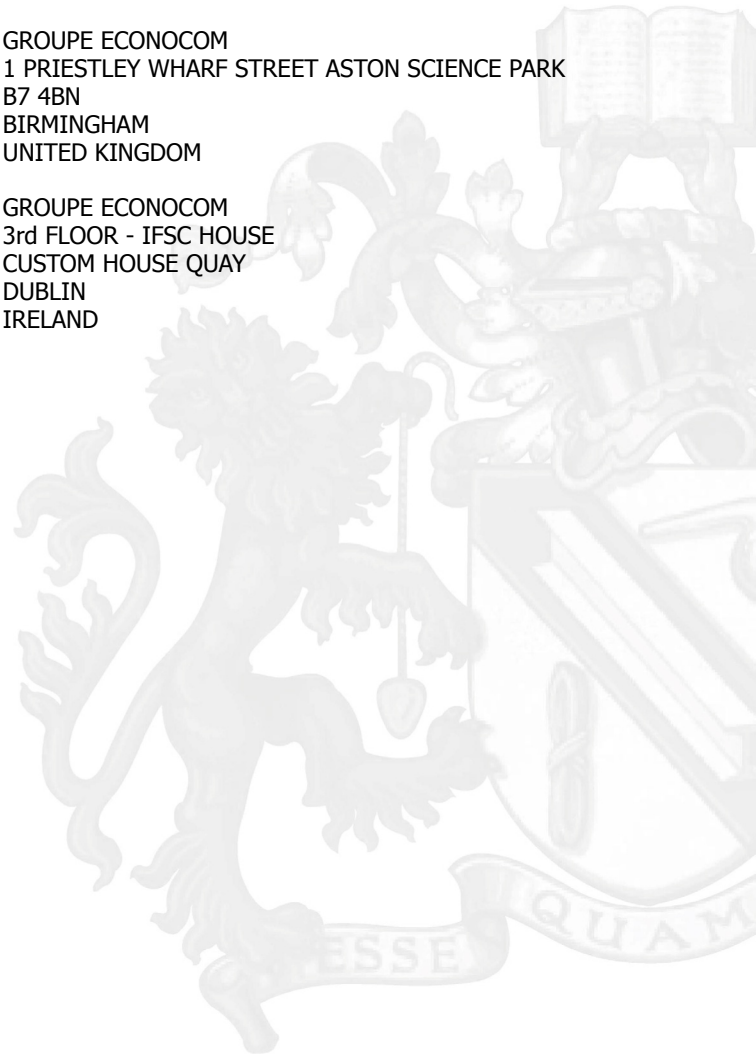 GROUPE ECONOCOM
1 PRIESTLEY WHARF STREET ASTON SCIENCE PARK
B7 4BN
BIRMINGHAM
UNITED KINGDOM
GROUPE ECONOCOM
3rd FLOOR - IFSC HOUSE
CUSTOM HOUSE QUAY
DUBLIN
IRELAND
ESSE QUAM